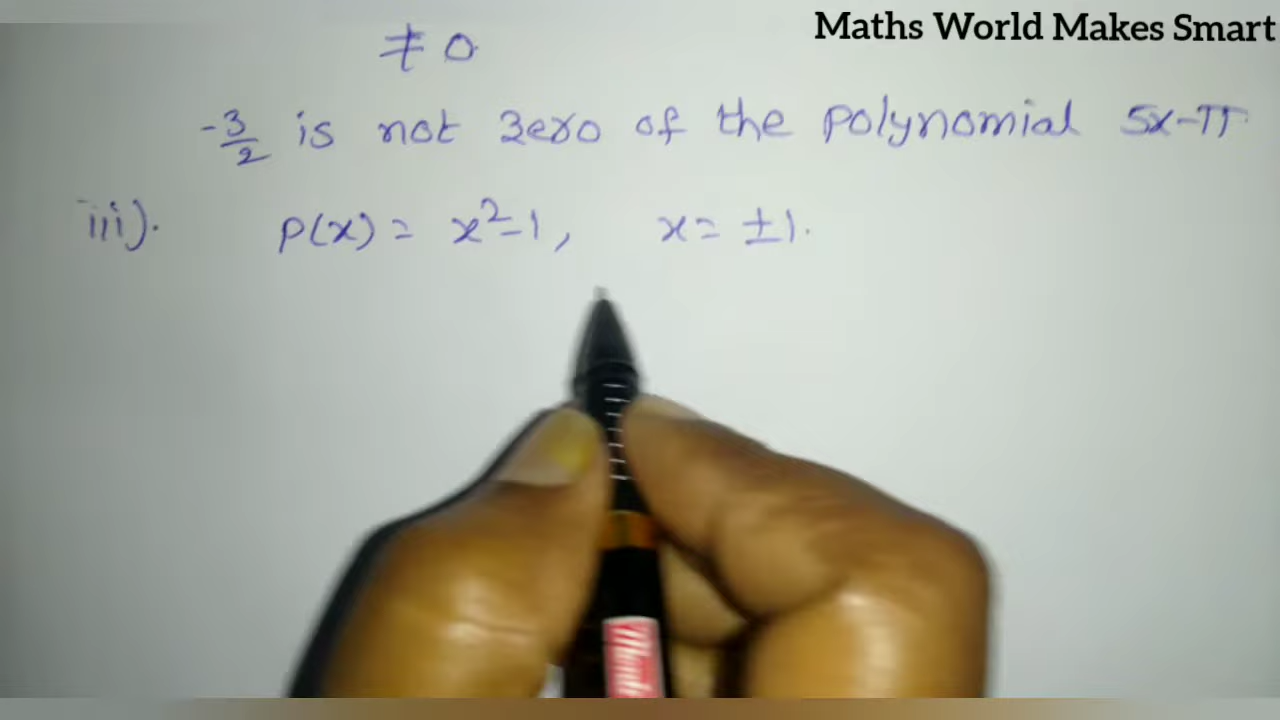 Maths World Makes Smart
≠ 0
-3/2 is not zero of the polynomial 5x-π
iii). p(x) = x²-1, x = ±1.